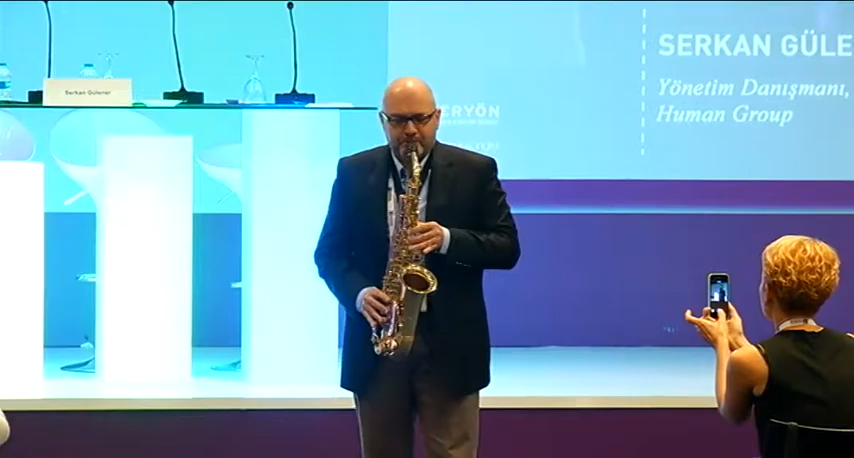 SERKAN GÜLE
Yönetim Danışmanı,
Human Group
ERYÖN
Serkan Gülener